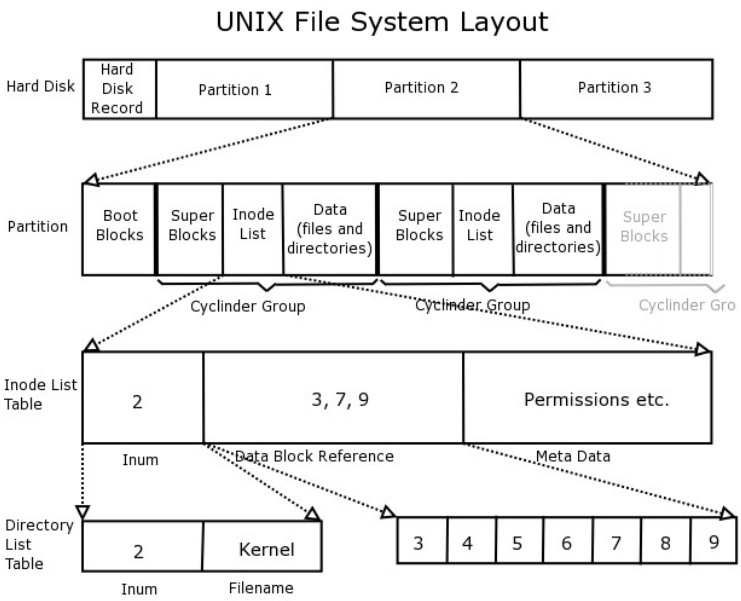 UNIX File System Layout
Hard Disk
Hard
Disk
Record
Partition 1
Partition 2
Partition 3
Partition
Boot
Blocks
Super
Blocks
Inode
List
Data
(files and
directories)
Super
Blocks
Inode
List
Data
(files and
directories)
Super
Blocks
Cyclinder Group
Cyclinder Group
Cyclinder Gro
Inode List
Table
2
3, 7, 9
Permissions etc.
Inum
Data Block Reference
Meta Data
Directory
List
Table
2
Kernel
3 4 5 6 7 8 9
Inum
Filename